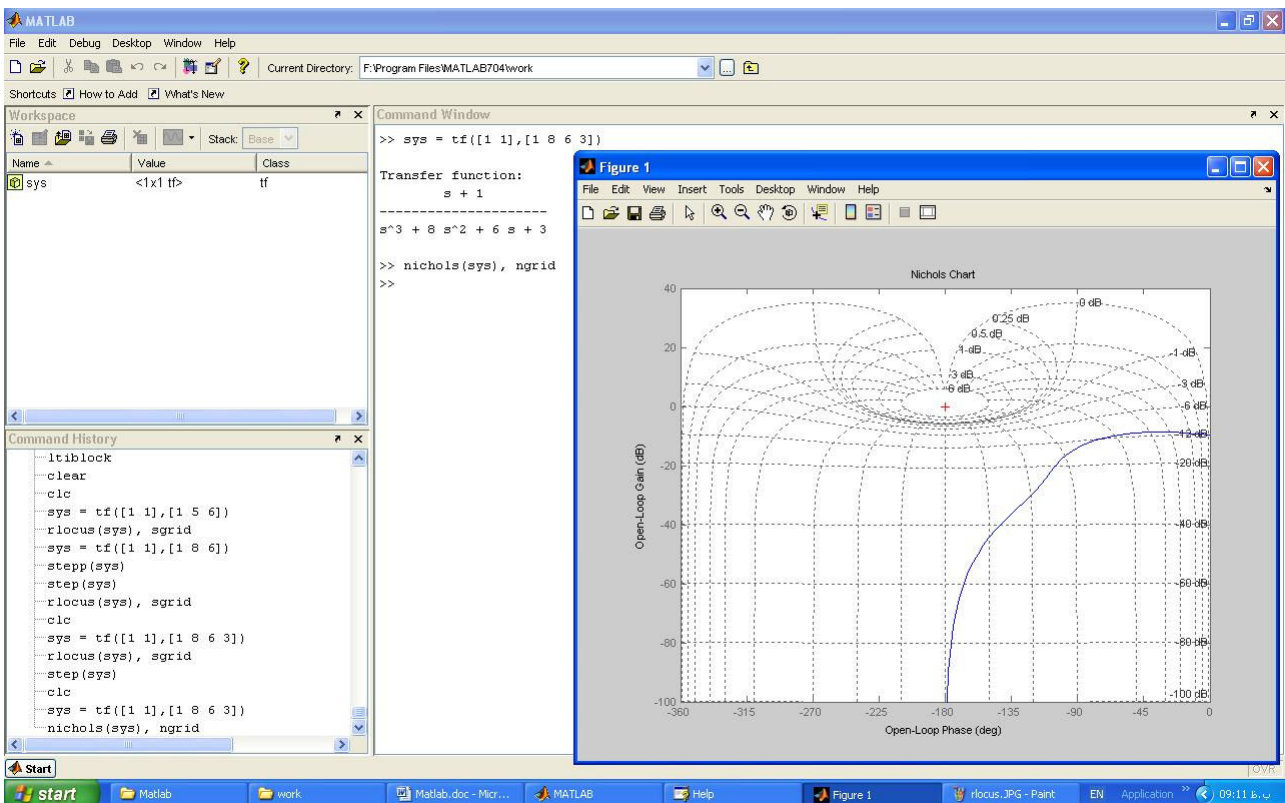 MATLAB
File Edit Debug Desktop Window Help
Current Directory: F:\Program Files\MATLAB704\work
Shortcuts How to Add What's New
Workspace
Stack: Base
Name Value Class
sys <1x1 tf> tf
Command History
ltiblock
clear
clc
sys = tf([1 1],[1 5 6])
rlocus(sys), sgrid
sys = tf([1 1],[1 8 6])
stepp(sys)
step(sys)
rlocus(sys), sgrid
clc
sys = tf([1 1],[1 8 6 3])
rlocus(sys), sgrid
step(sys)
clc
sys = tf([1 1],[1 8 6 3])
nichols(sys), ngrid
Command Window
>> sys = tf([1 1],[1 8 6 3])
Transfer function:
s + 1
---------------------
s^3 + 8 s^2 + 6 s + 3
>> nichols(sys), ngrid
>>
Figure 1
File Edit View Insert Tools Desktop Window Help
Nichols Chart
40
20
0
-20
-40
-60
-80
-100
Open-Loop Gain (dB)
0 dB
0.25 dB
0.5 dB
1 dB
3 dB
6 dB
-1 dB
-3 dB
-6 dB
-12 dB
-20 dB
-40 dB
-60 dB
-80 dB
-100 dB
-360 -315 -270 -225 -180 -135 -90 -45 0
Open-Loop Phase (deg)
Start
OVR
start Matlab work Matlab.doc - Micr... MATLAB Help Figure 1 rlocus.JPG - Paint EN Application » 09:11 ب.ظ